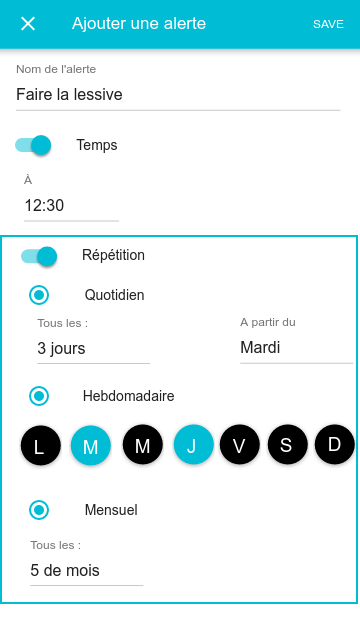 Ajouter une alerte SAVE
Nom de l'alerte
Faire la lessive
Temps
À
12:30
Répétition
Quotidien
Tous les : A partir du
3 jours Mardi
Hebdomadaire
L M M J V S D
Mensuel
Tous les :
5 de mois